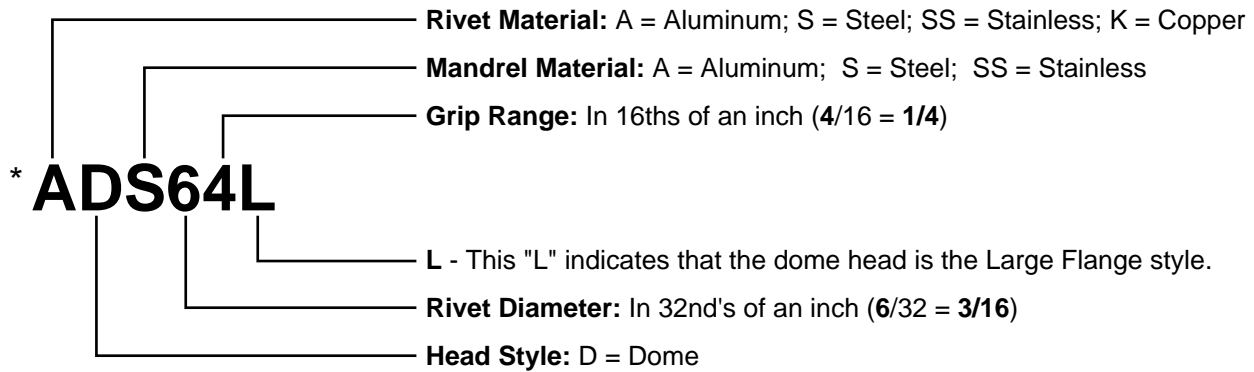 Rivet Material: A = Aluminum; S = Steel; SS = Stainless; K = Copper
Mandrel Material: A = Aluminum; S = Steel; SS = Stainless
Grip Range: In 16ths of an inch (4/16 = 1/4)
* ADS64L
L - This "L" indicates that the dome head is the Large Flange style.
Rivet Diameter: In 32nd's of an inch (6/32 = 3/16)
Head Style: D = Dome